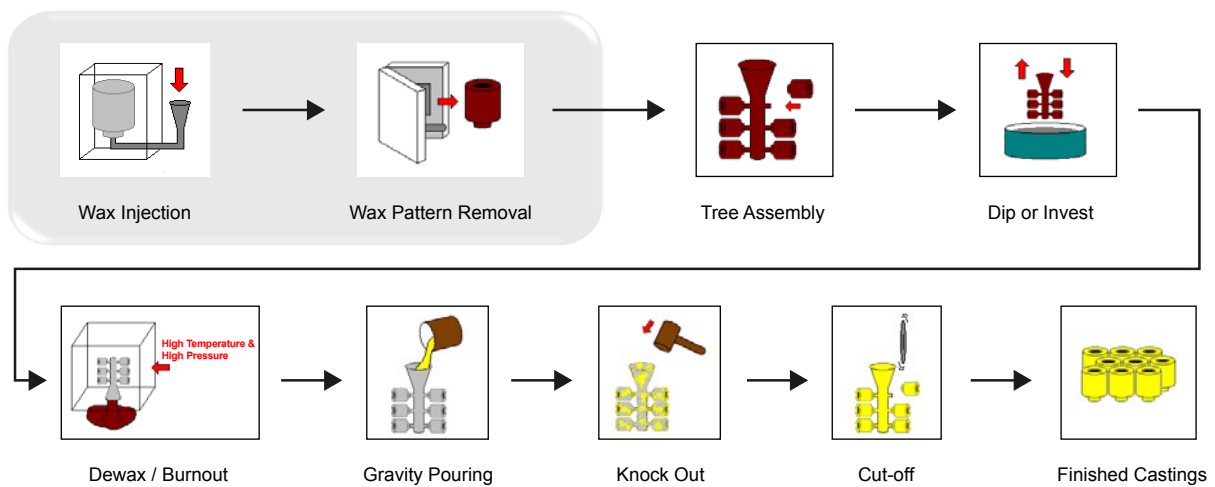 Wax Injection
Wax Pattern Removal
Tree Assembly
Dip or Invest
High Temperature &
High Pressure
Dewax / Burnout
Gravity Pouring
Knock Out
Cut-off
Finished Castings